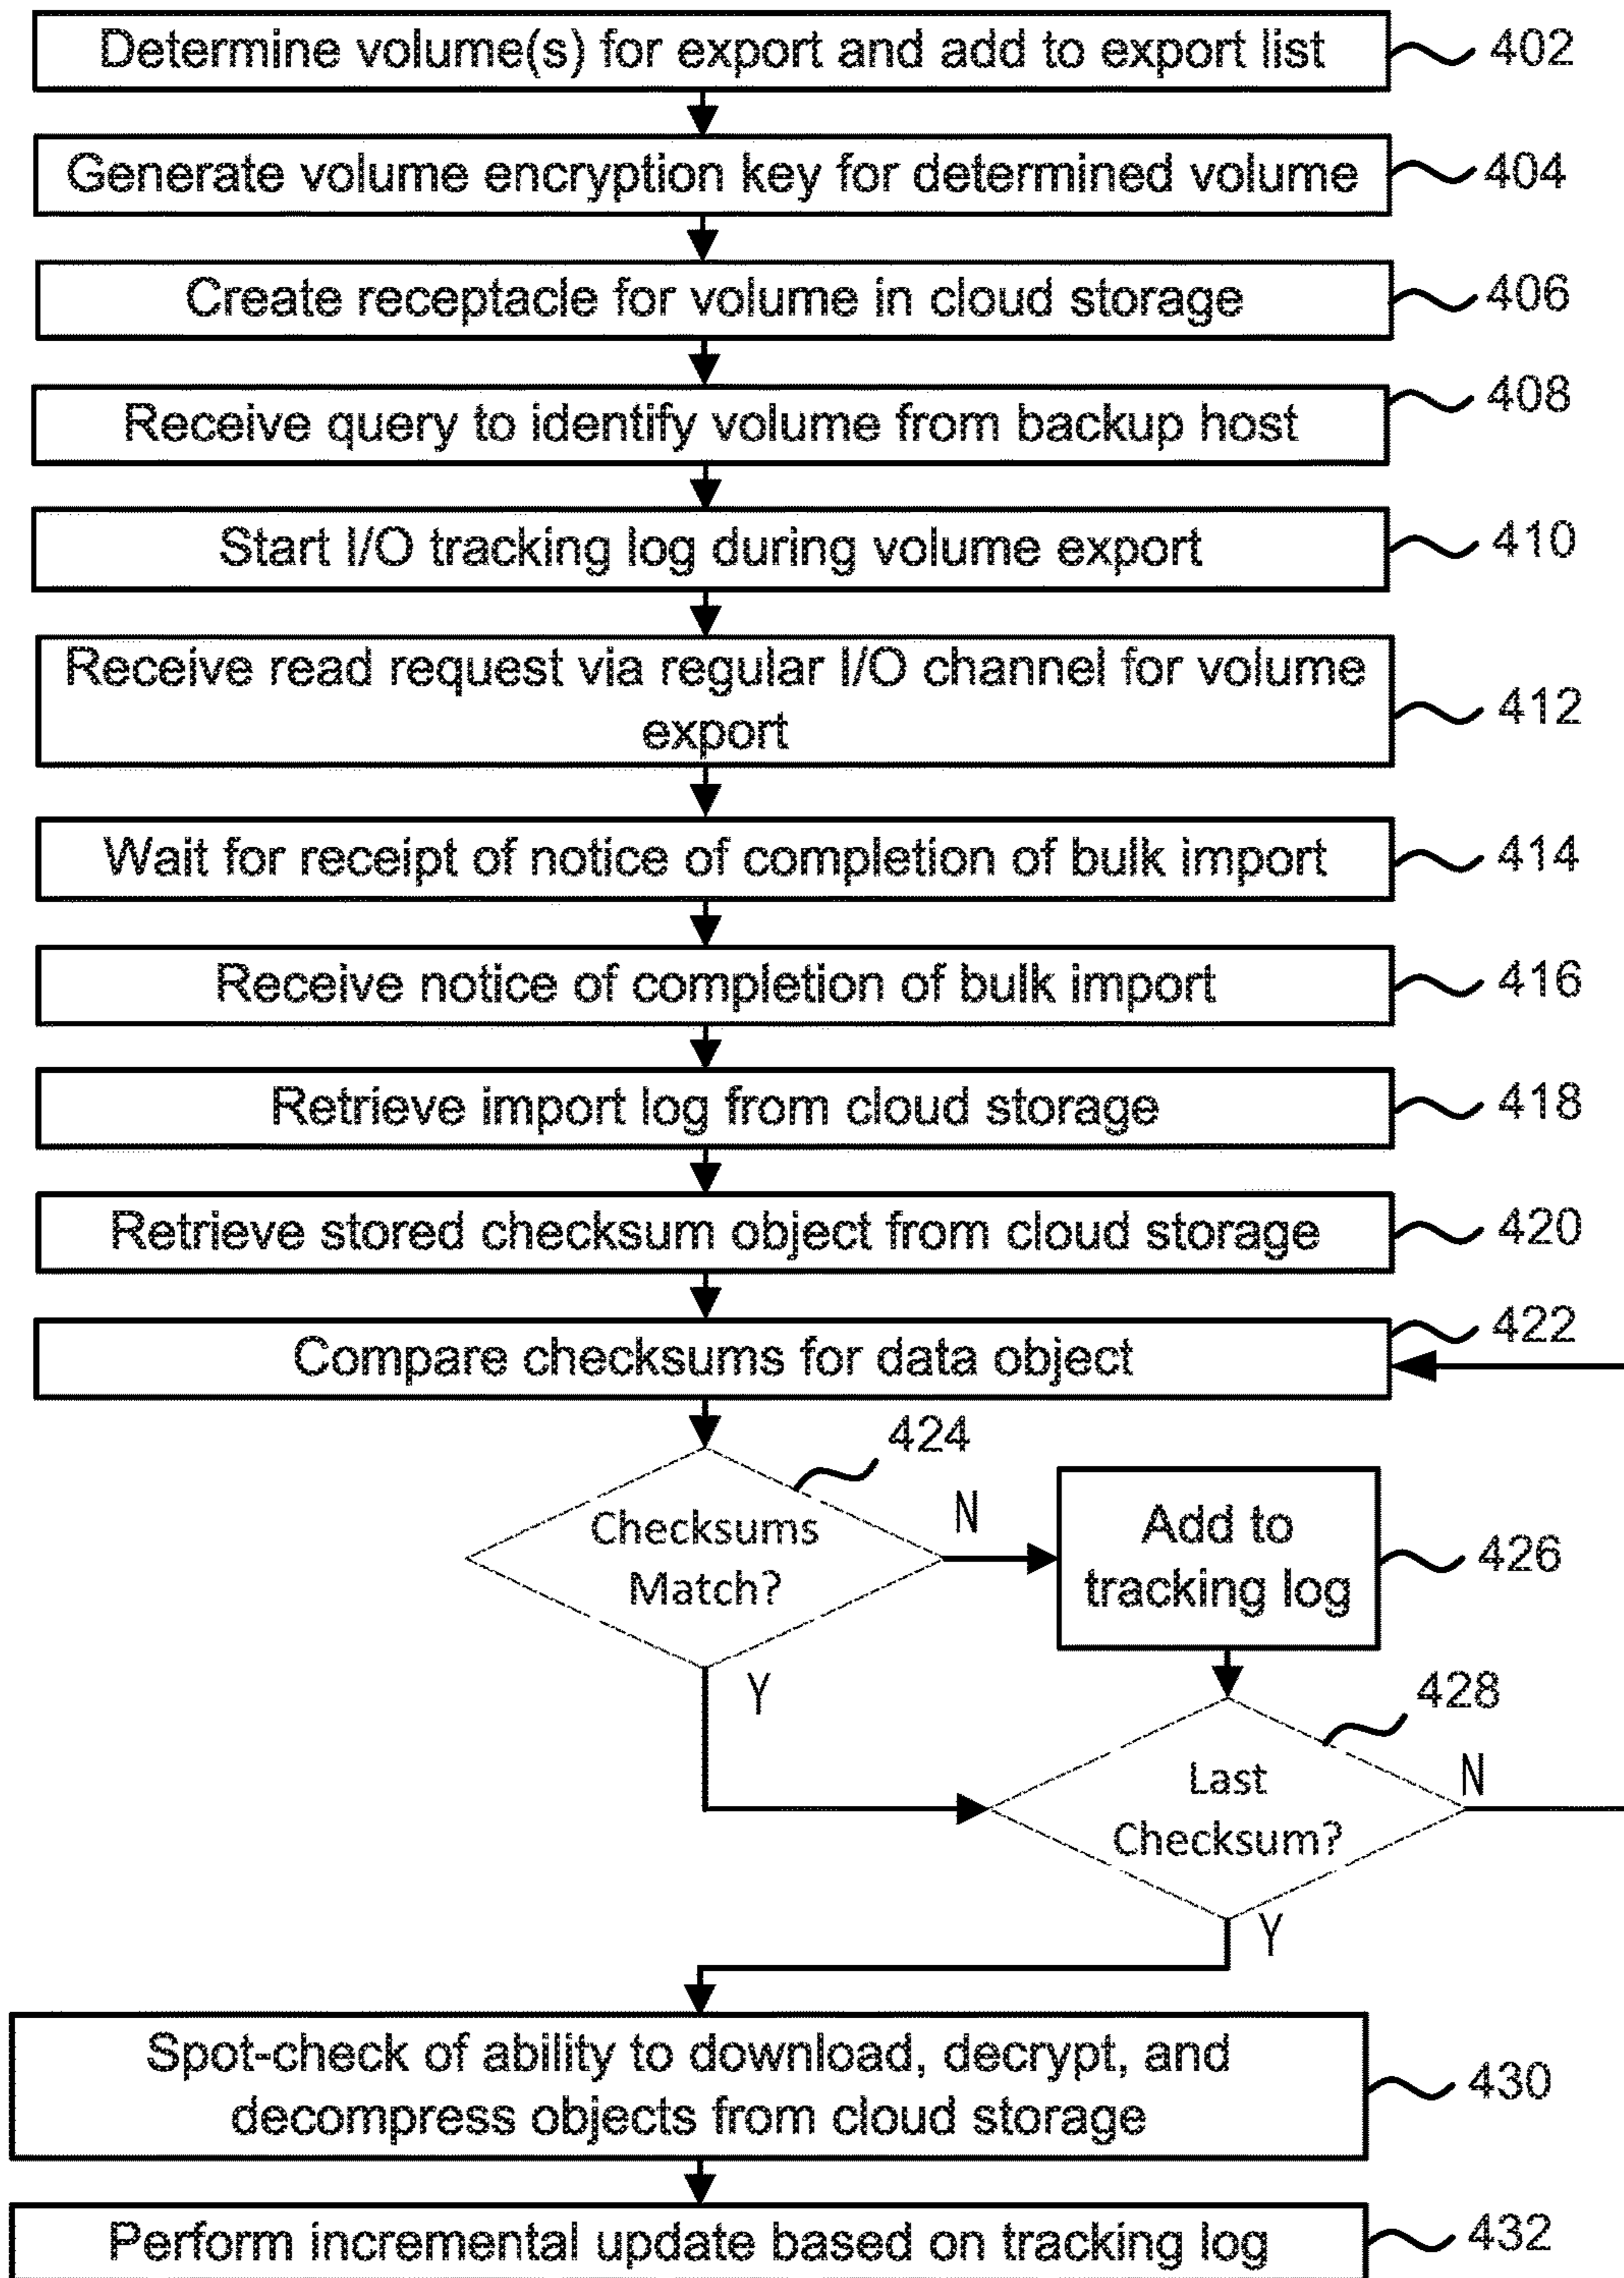 Determine volume(s) for export and add to export list
402
Generate volume encryption key for determined volume
404
Create receptacle for volume in cloud storage
406
Receive query to identify volume from backup host
408
Start I/O tracking log during volume export
410
Receive read request via regular I/O channel for volume
export
412
Wait for receipt of notice of completion of bulk import
414
Receive notice of completion of bulk import
416
Retrieve import log from cloud storage
418
Retrieve stored checksum object from cloud storage
420
Compare checksums for data object
422
424
Checksums
Match?
N
Y
Add to
tracking log
426
428
Last
Checksum?
N
Y
Spot-check of ability to download, decrypt, and
decompress objects from cloud storage
430
Perform incremental update based on tracking log
432